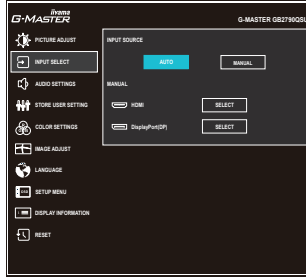 iiyama
G-MASTER
G-MASTER GB2790QSU
PICTURE ADJUST
INPUT SELECT
AUDIO SETTINGS
STORE USER SETTING
COLOR SETTINGS
IMAGE ADJUST
LANGUAGE
OSD
SETUP MENU
DISPLAY INFORMATION
RESET
INPUT SOURCE
AUTO
MANUAL
MANUAL
HDMI
SELECT
DisplayPort(DP)
SELECT